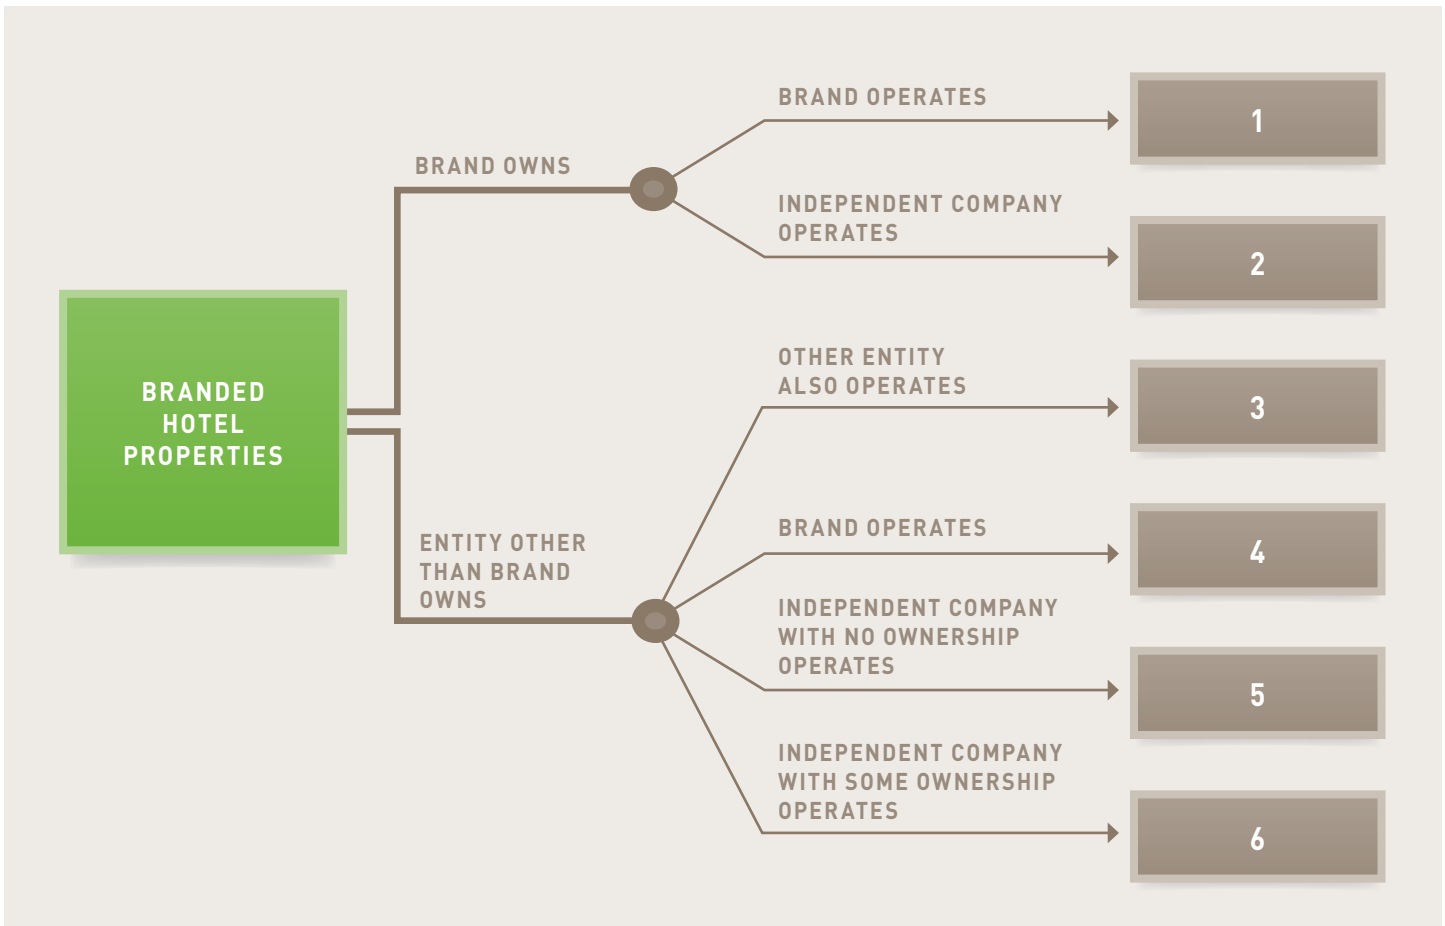 BRAND OPERATES
1
BRAND OWNS
INDEPENDENT COMPANY
OPERATES
2
OTHER ENTITY
ALSO OPERATES
3
BRANDED
HOTEL
PROPERTIES
BRAND OPERATES
4
ENTITY OTHER
THAN BRAND
OWNS
INDEPENDENT COMPANY
WITH NO OWNERSHIP
OPERATES
5
INDEPENDENT COMPANY
WITH SOME OWNERSHIP
OPERATES
6